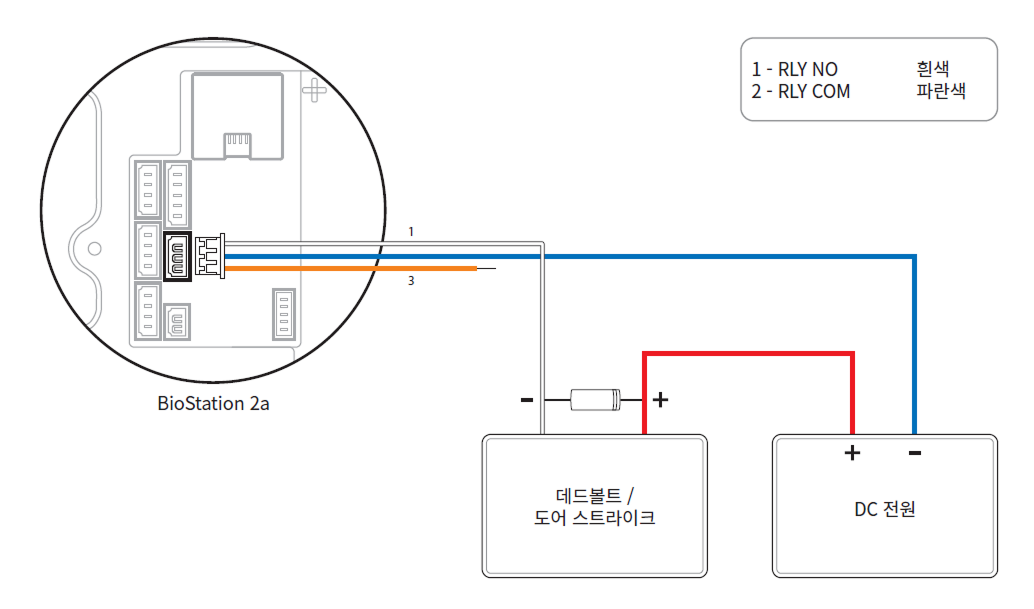 1 - RLY NO 흰색
2 - RLY COM 파란색
1
3
BioStation 2a
- +
+ -
데드볼트 /
도어 스트라이크
DC 전원